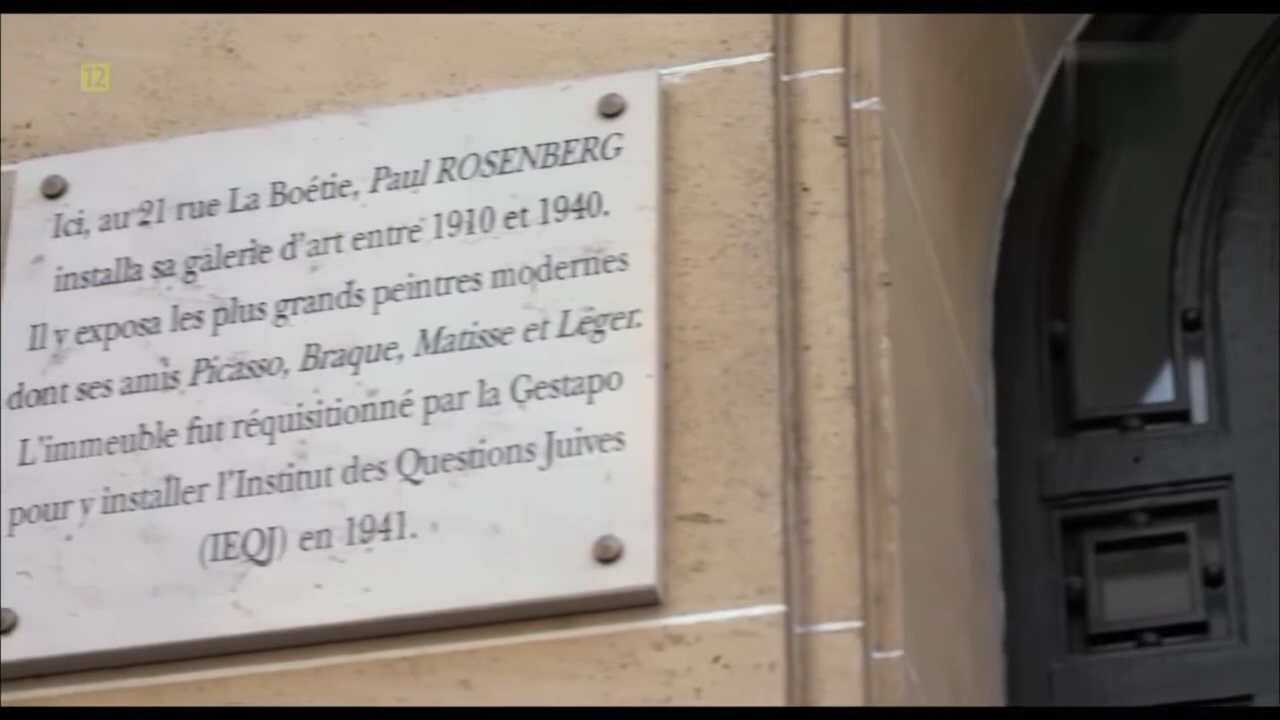 12
Ici, au 21 rue La Boétie, Paul ROSENBERG
installa sa galerie d'art entre 1910 et 1940.
Il y exposa les plus grands peintres modernes
dont ses amis Picasso, Braque, Matisse et Léger.
L'immeuble fut réquisitionné par la Gestapo
pour y installer l'Institut des Questions Juives
(IEQJ) en 1941.